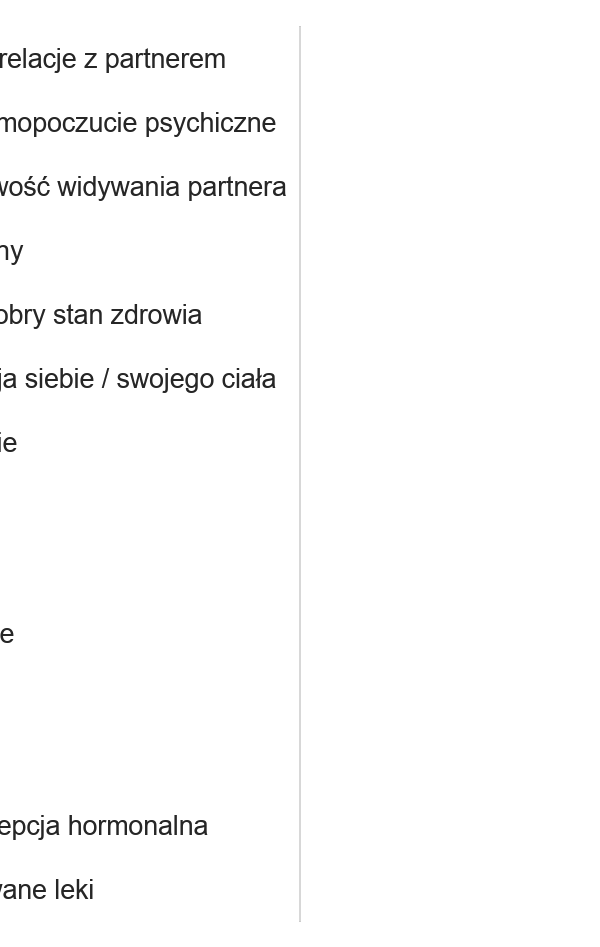 relacje z partnerem
mopoczucie psychiczne
wość widywania partnera
ny
obry stan zdrowia
ja siebie / swojego ciała
ie
e
epcja hormonalna
wane leki